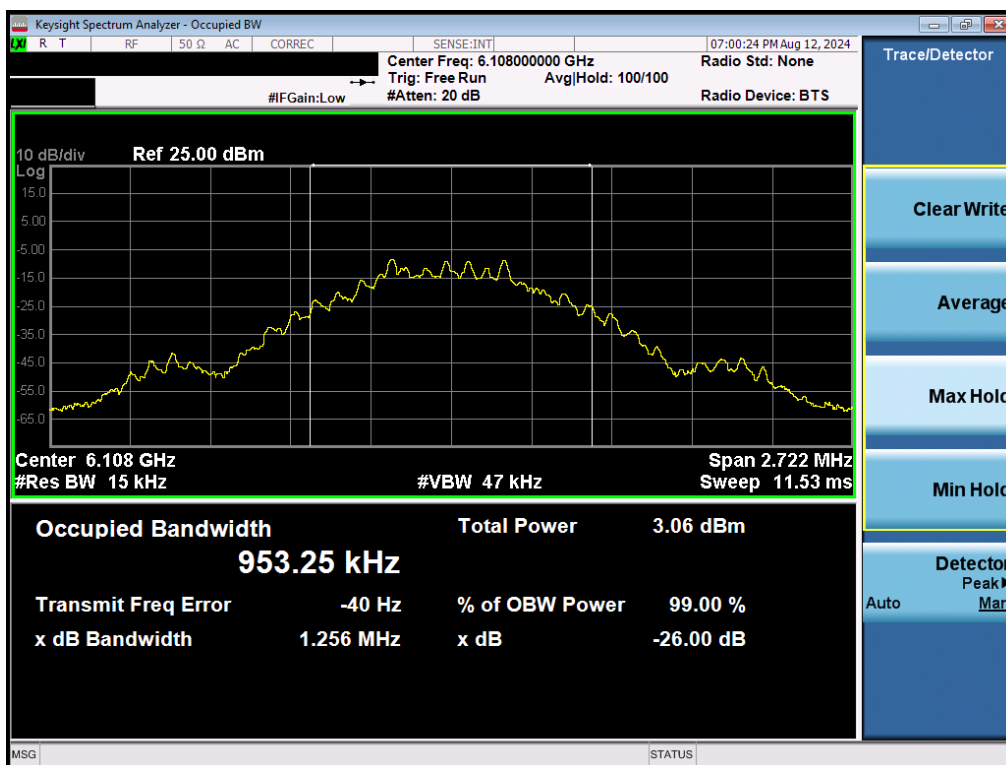 Keysight Spectrum Analyzer - Occupied BW
LXI R T RF 50 Ω AC CORREC SENSE:INT 07:00:24 PM Aug 12, 2024
Center Freq: 6.108000000 GHz Radio Std: None
Trig: Free Run Avg|Hold: 100/100
#IFGain:Low #Atten: 20 dB Radio Device: BTS
Trace/Detector
10 dB/div Ref 25.00 dBm
Log
15.0
5.00
-5.00
-15.0
-25.0
-35.0
-45.0
-55.0
-65.0
Center 6.108 GHz Span 2.722 MHz
#Res BW 15 kHz #VBW 47 kHz Sweep 11.53 ms
Occupied Bandwidth Total Power 3.06 dBm
953.25 kHz
Transmit Freq Error -40 Hz % of OBW Power 99.00 %
x dB Bandwidth 1.256 MHz x dB -26.00 dB
Clear Write
Average
Max Hold
Min Hold
Detector
Peak
Auto Man
MSG STATUS